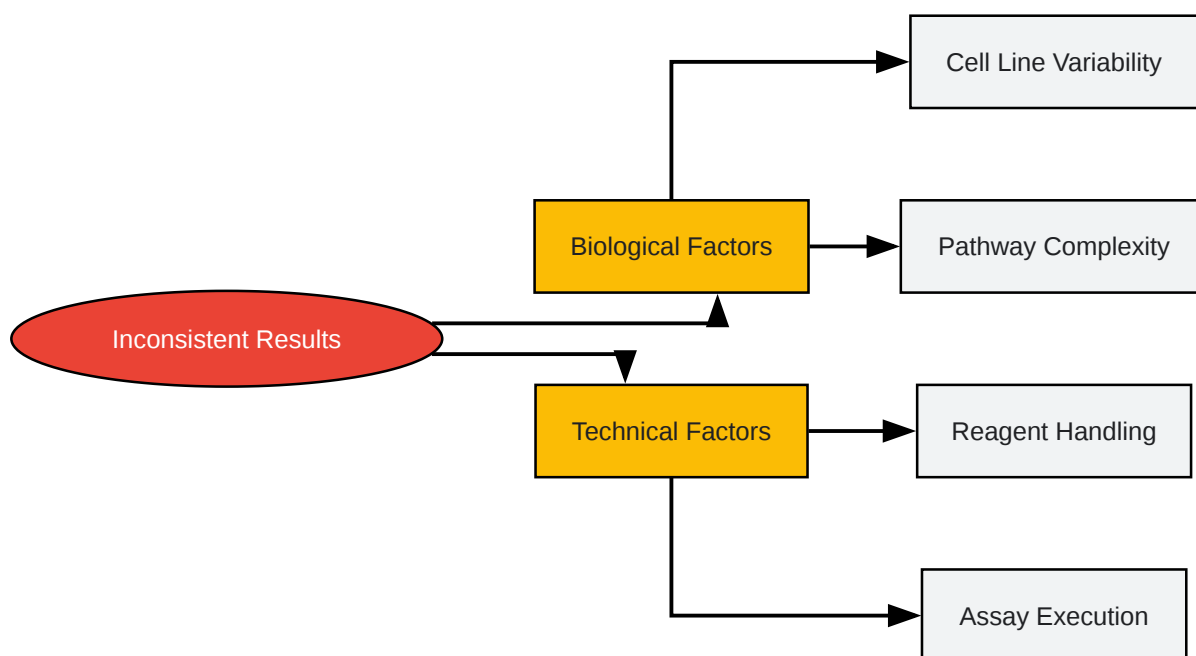 Cell Line Variability
Biological Factors
Pathway Complexity
Inconsistent Results
Technical Factors
Reagent Handling
Assay Execution